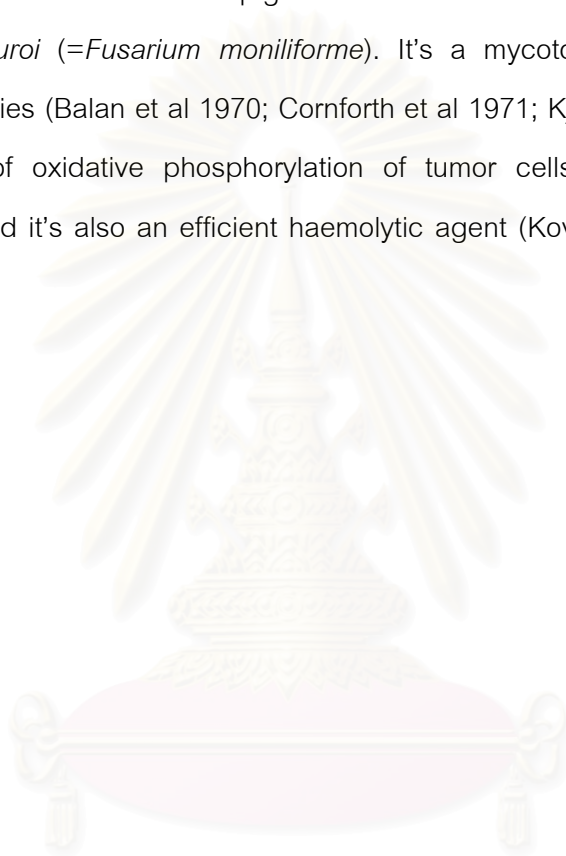 uroi (=Fusarium moniliforme). It’s a mycoto
ies (Balan et al 1970; Cornforth et al 1971; K
of oxidative phosphorylation of tumor cells
d it’s also an efficient haemolytic agent (Kov